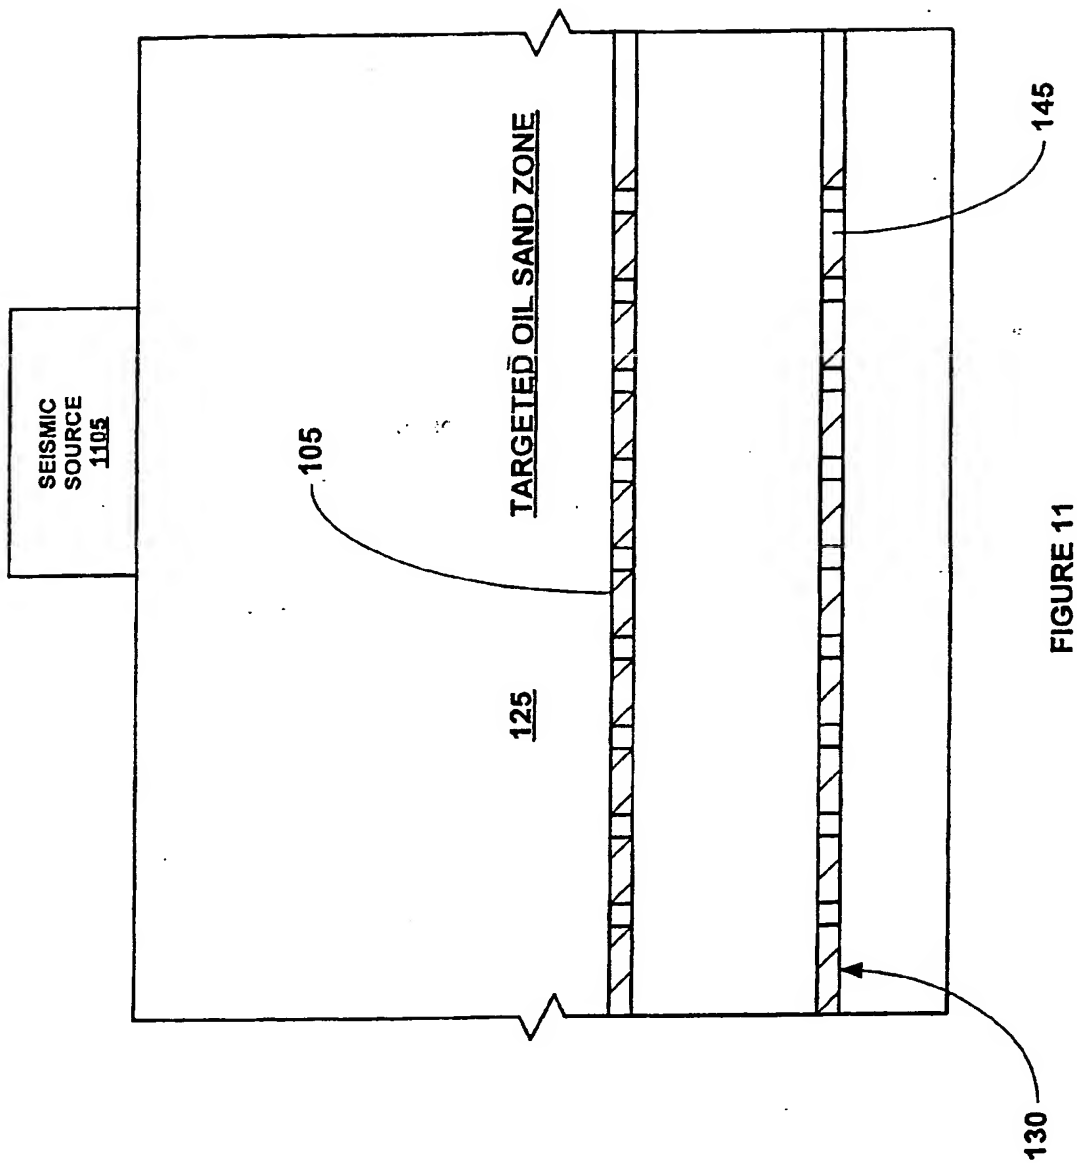 SEISMIC
SOURCE
1105
105
125
TARGETED OIL SAND ZONE
145
130
FIGURE 11